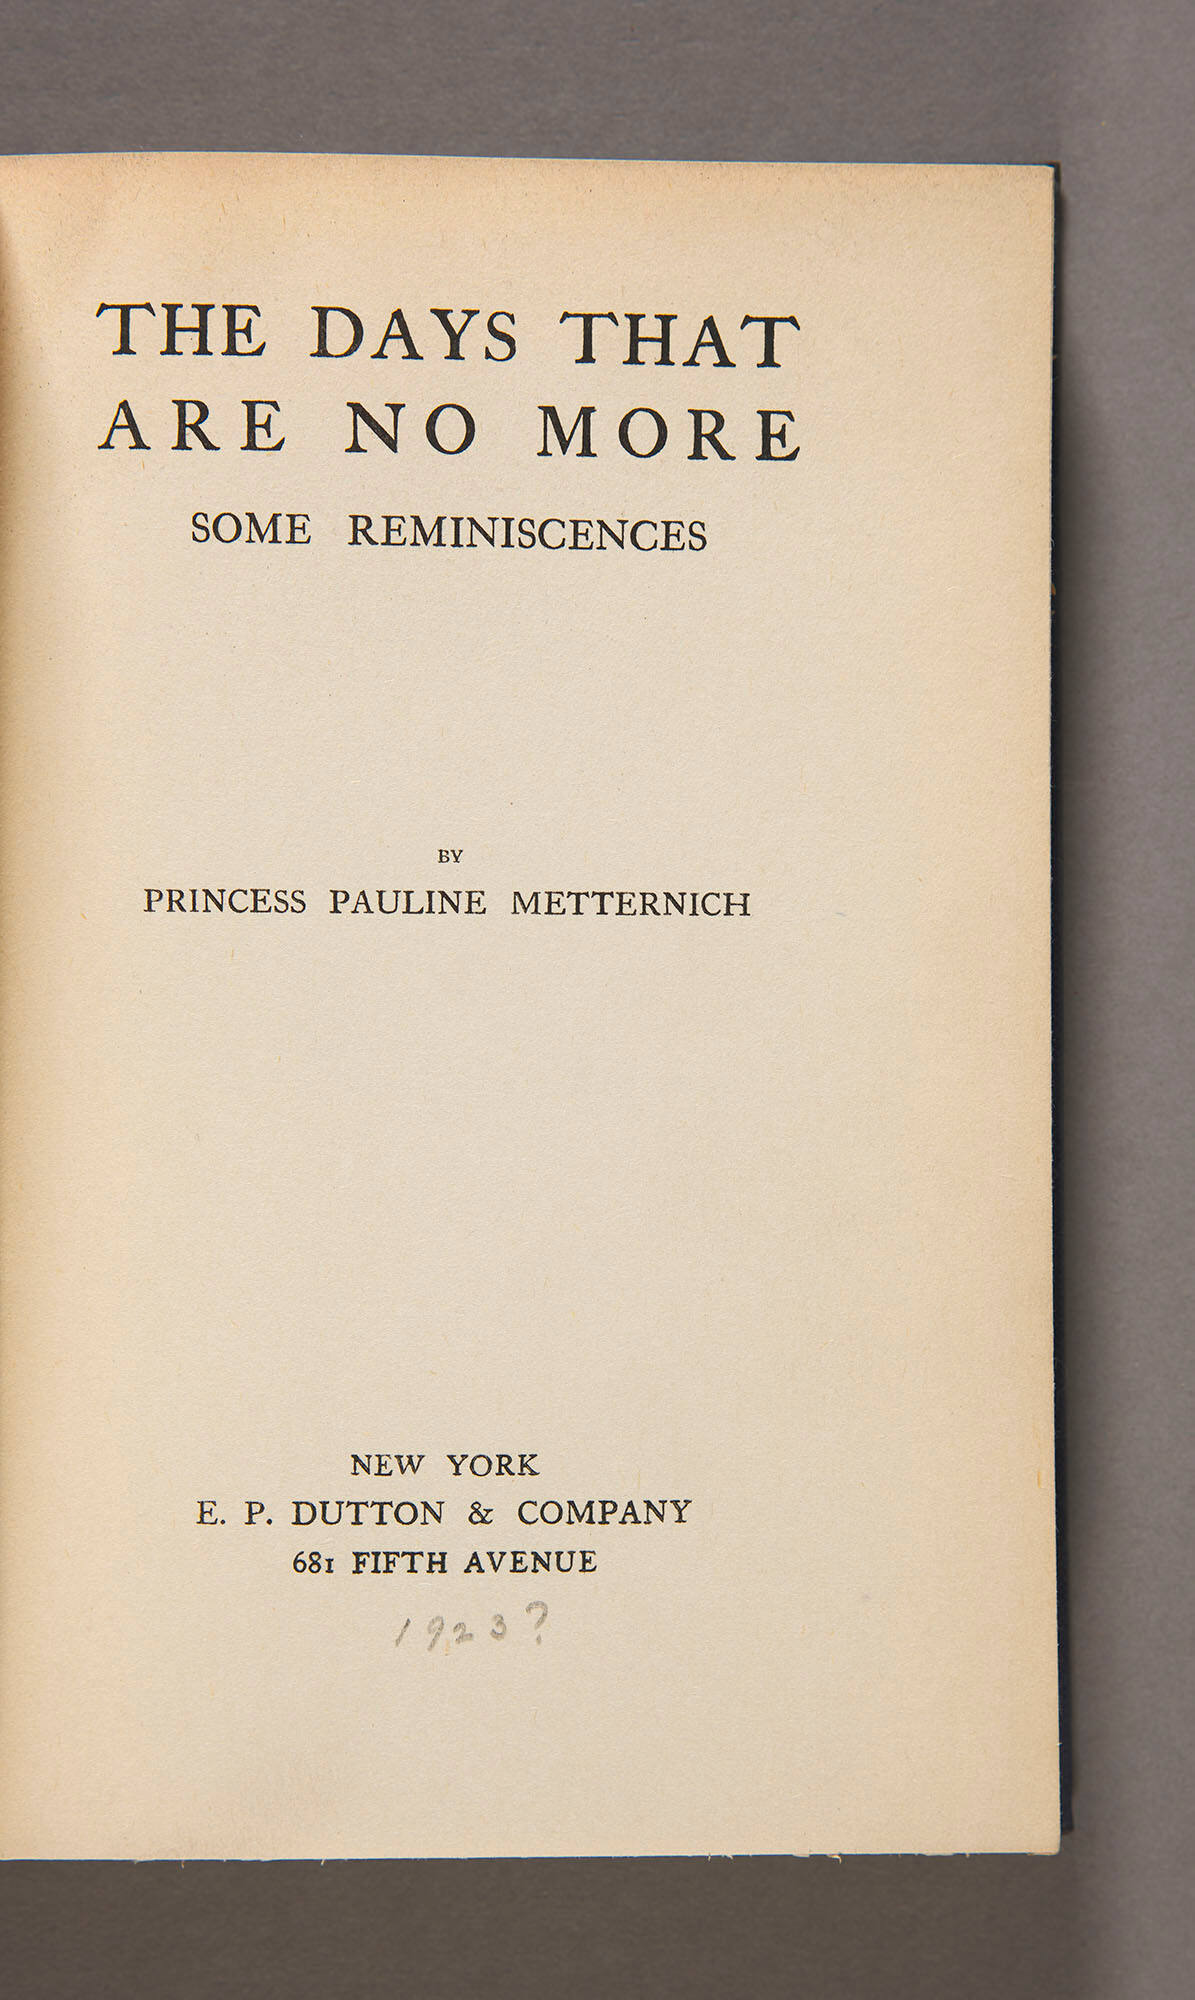 THE DAYS THAT
ARE NO MORE
SOME REMINISCENCES
BY
PRINCESS PAULINE METTERNICH
NEW YORK
E. P. DUTTON & COMPANY
681 FIFTH AVENUE
1923?